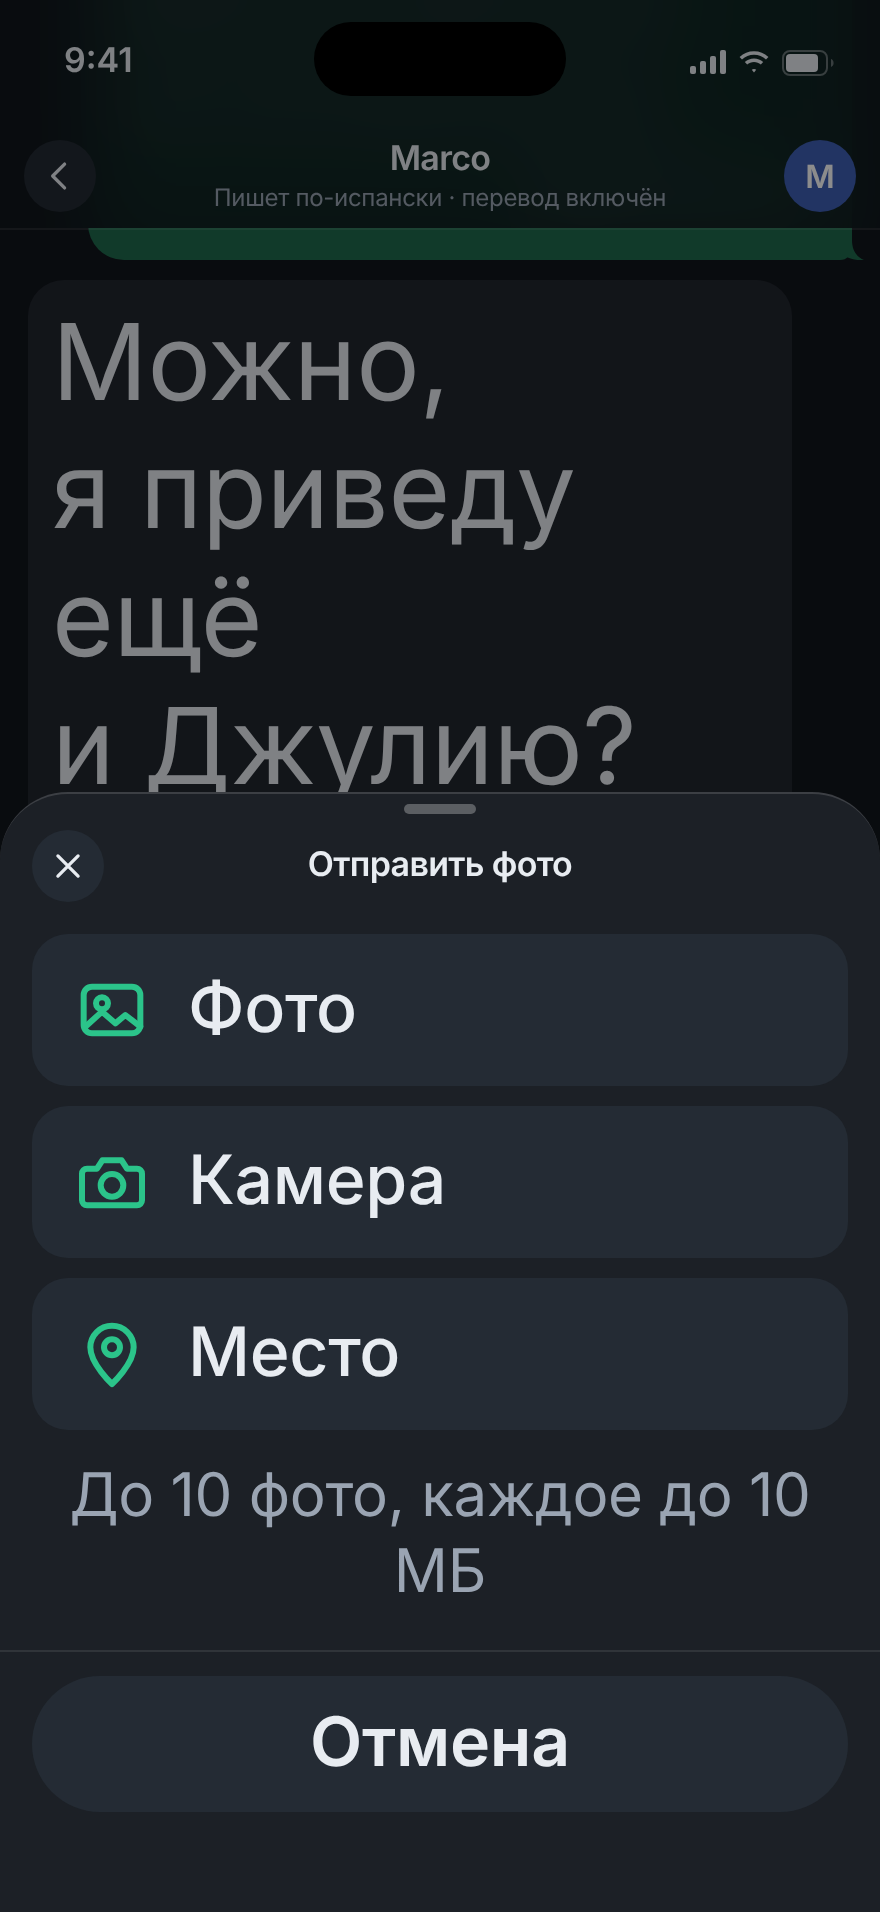 9:41
Marco
Пишет по-испански · перевод включён
M
Можно,
я приведу
ещё
и Джулию?
Отправить фото
Фото
Камера
Место
До 10 фото, каждое до 10
МБ
Отмена